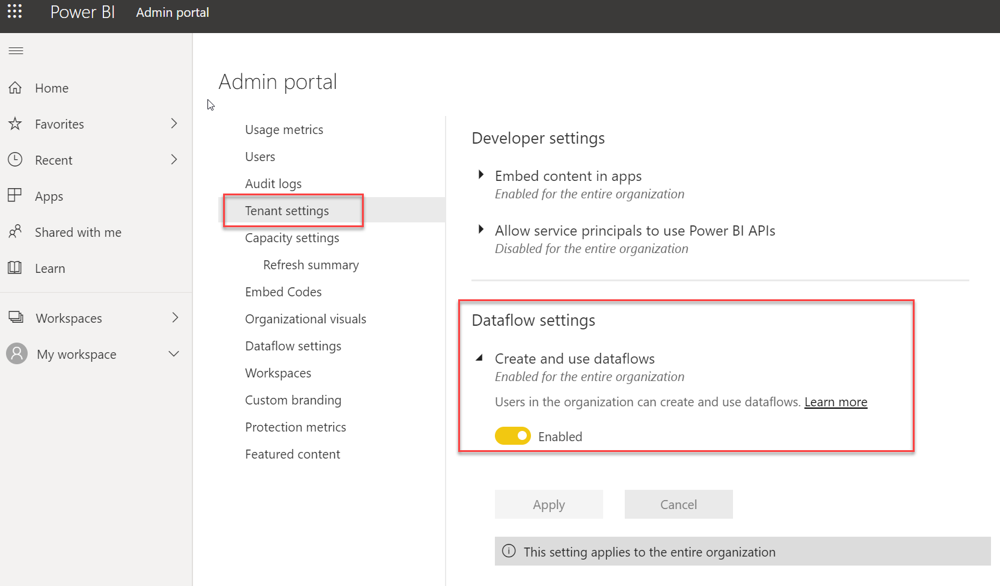 Power BI Admin portal
Home
Favorites
Recent
Apps
Shared with me
Learn
Workspaces
My workspace
Admin portal
Usage metrics
Users
Audit logs
Tenant settings
Capacity settings
Refresh summary
Embed Codes
Organizational visuals
Dataflow settings
Workspaces
Custom branding
Protection metrics
Featured content
Developer settings
Embed content in apps
Enabled for the entire organization
Allow service principals to use Power BI APIs
Disabled for the entire organization
Dataflow settings
Create and use dataflows
Enabled for the entire organization
Users in the organization can create and use dataflows. Learn more
Enabled
Apply Cancel
This setting applies to the entire organization